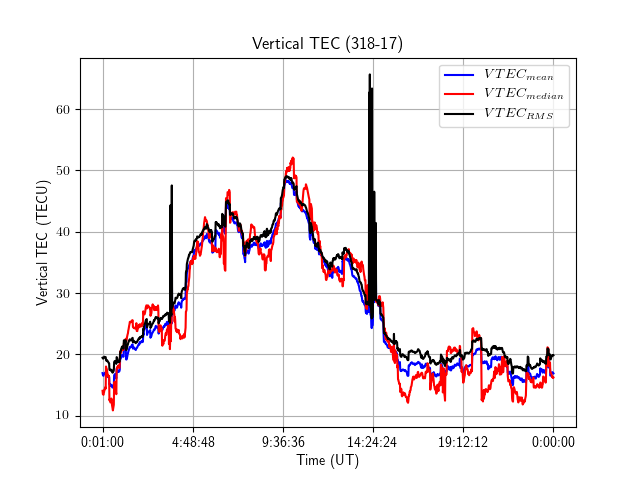 Vertical TEC (318-17)
VTEC_mean
VTEC_median
VTEC_RMS
Vertical TEC (TECU)
60
50
40
30
20
10
0:01:00 4:48:48 9:36:36 14:24:24 19:12:12 0:00:00
Time (UT)